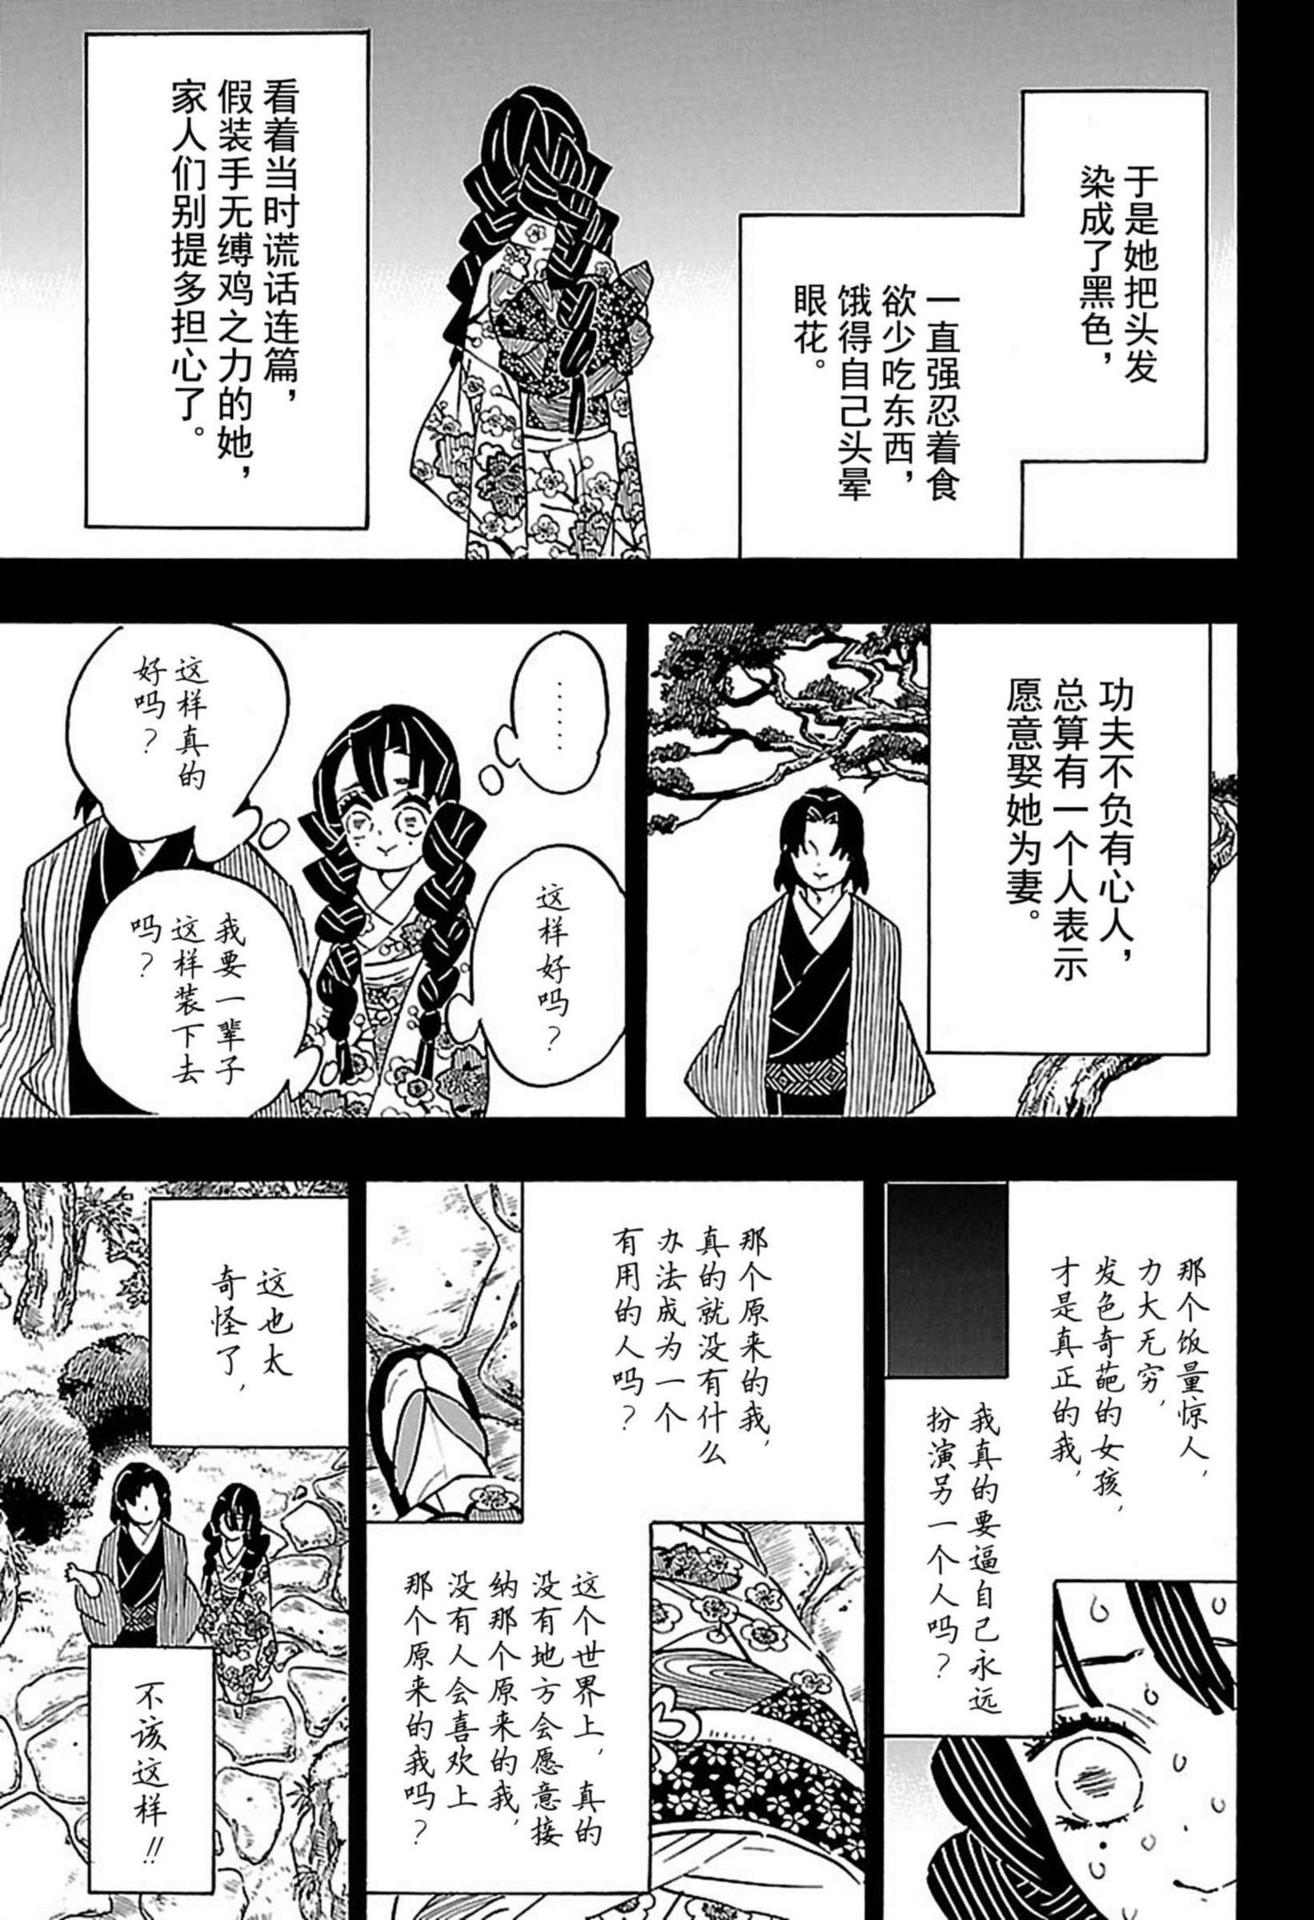 于是她把头发
染成了黑色，
一直强忍着食
欲少吃东西，
饿得自己头晕
眼花。
看着当时谎话连篇，
假装手无缚鸡之力的她，
家人们别提多担心了。
功夫不负有心人，
总算有一个人表示
愿意娶她为妻。
……
这样好吗？
这样真的
好吗？
我要一辈子
这样装下去
吗？
那个饭量惊人，
力大无穷，
发色奇葩的女孩，
才是真正的我，
我真的要逼自己永远
扮演另一个人吗？
那个原来的我，
真的就没有什么
办法成为一个
有用的人吗？
这个世界上，真的
没有地方会愿意接
纳那个原来的我，
没有人会喜欢上
那个原来的我吗？
这也太
奇怪了，
不该这样！！